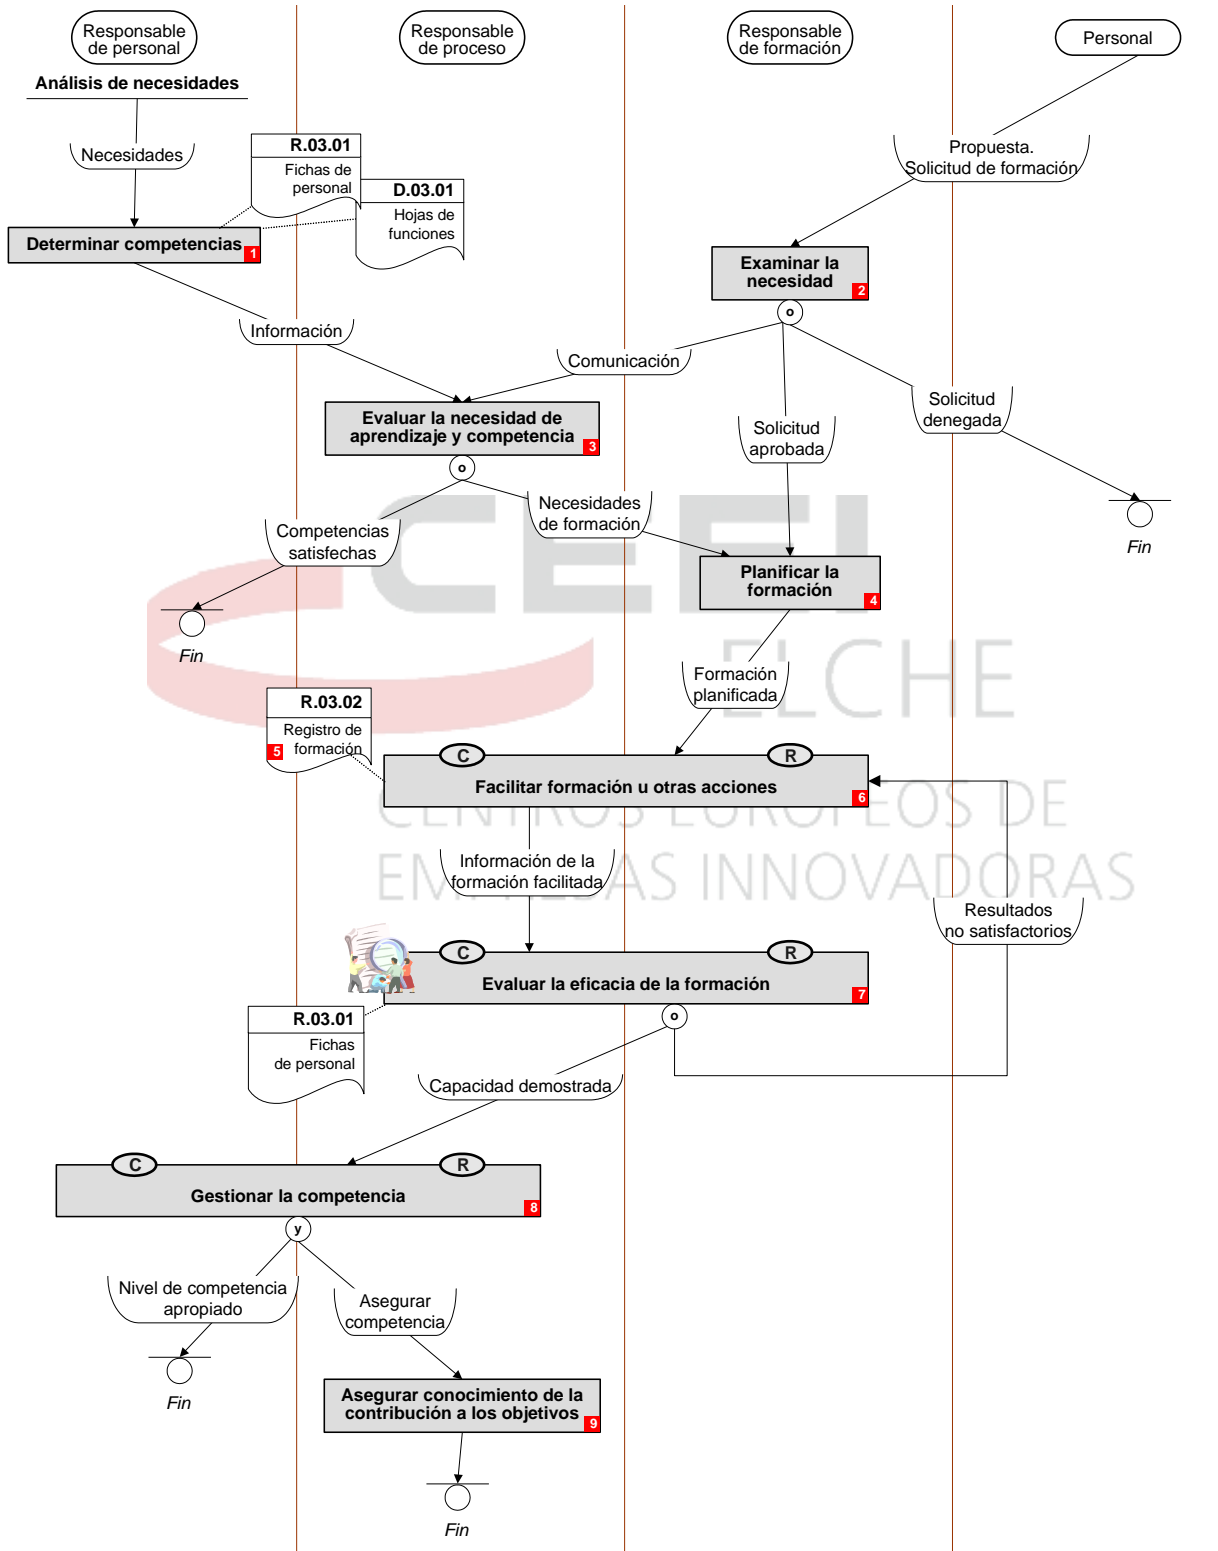 Responsable
de personal
Responsable
de proceso
Responsable
de formación
Personal
Análisis de necesidades
Necesidades
R.03.01
Fichas de
personal
D.03.01
Hojas de
funciones
Propuesta.
Solicitud de formación
Determinar competencias
1
Examinar la
necesidad
2
o
Información
Comunicación
Solicitud
denegada
Evaluar la necesidad de
aprendizaje y competencia
3
o
Solicitud
aprobada
Necesidades
de formación
Competencias
satisfechas
Fin
CEEI
Planificar la
formación
4
Fin
ELCHE
Formación
planificada
R.03.02
Registro de
formación
5
C
R
Facilitar formación u otras acciones
6
CENTROS EUROPEOS DE
EMPRESAS INNOVADORAS
Información de la
formación facilitada
Resultados
no satisfactorios
C
R
Evaluar la eficacia de la formación
7
R.03.01
Fichas
de personal
o
Capacidad demostrada
C
R
Gestionar la competencia
8
y
Nivel de competencia
apropiado
Asegurar
competencia
Fin
Asegurar conocimiento de la
contribución a los objetivos
9
Fin